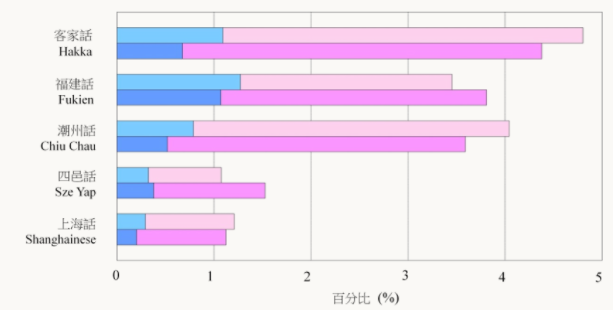 客家話
Hakka
福建話
Fukien
潮州話
Chiu Chau
四邑話
Sze Yap
上海話
Shanghainese
0 1 2 3 4 5
百分比 (%)